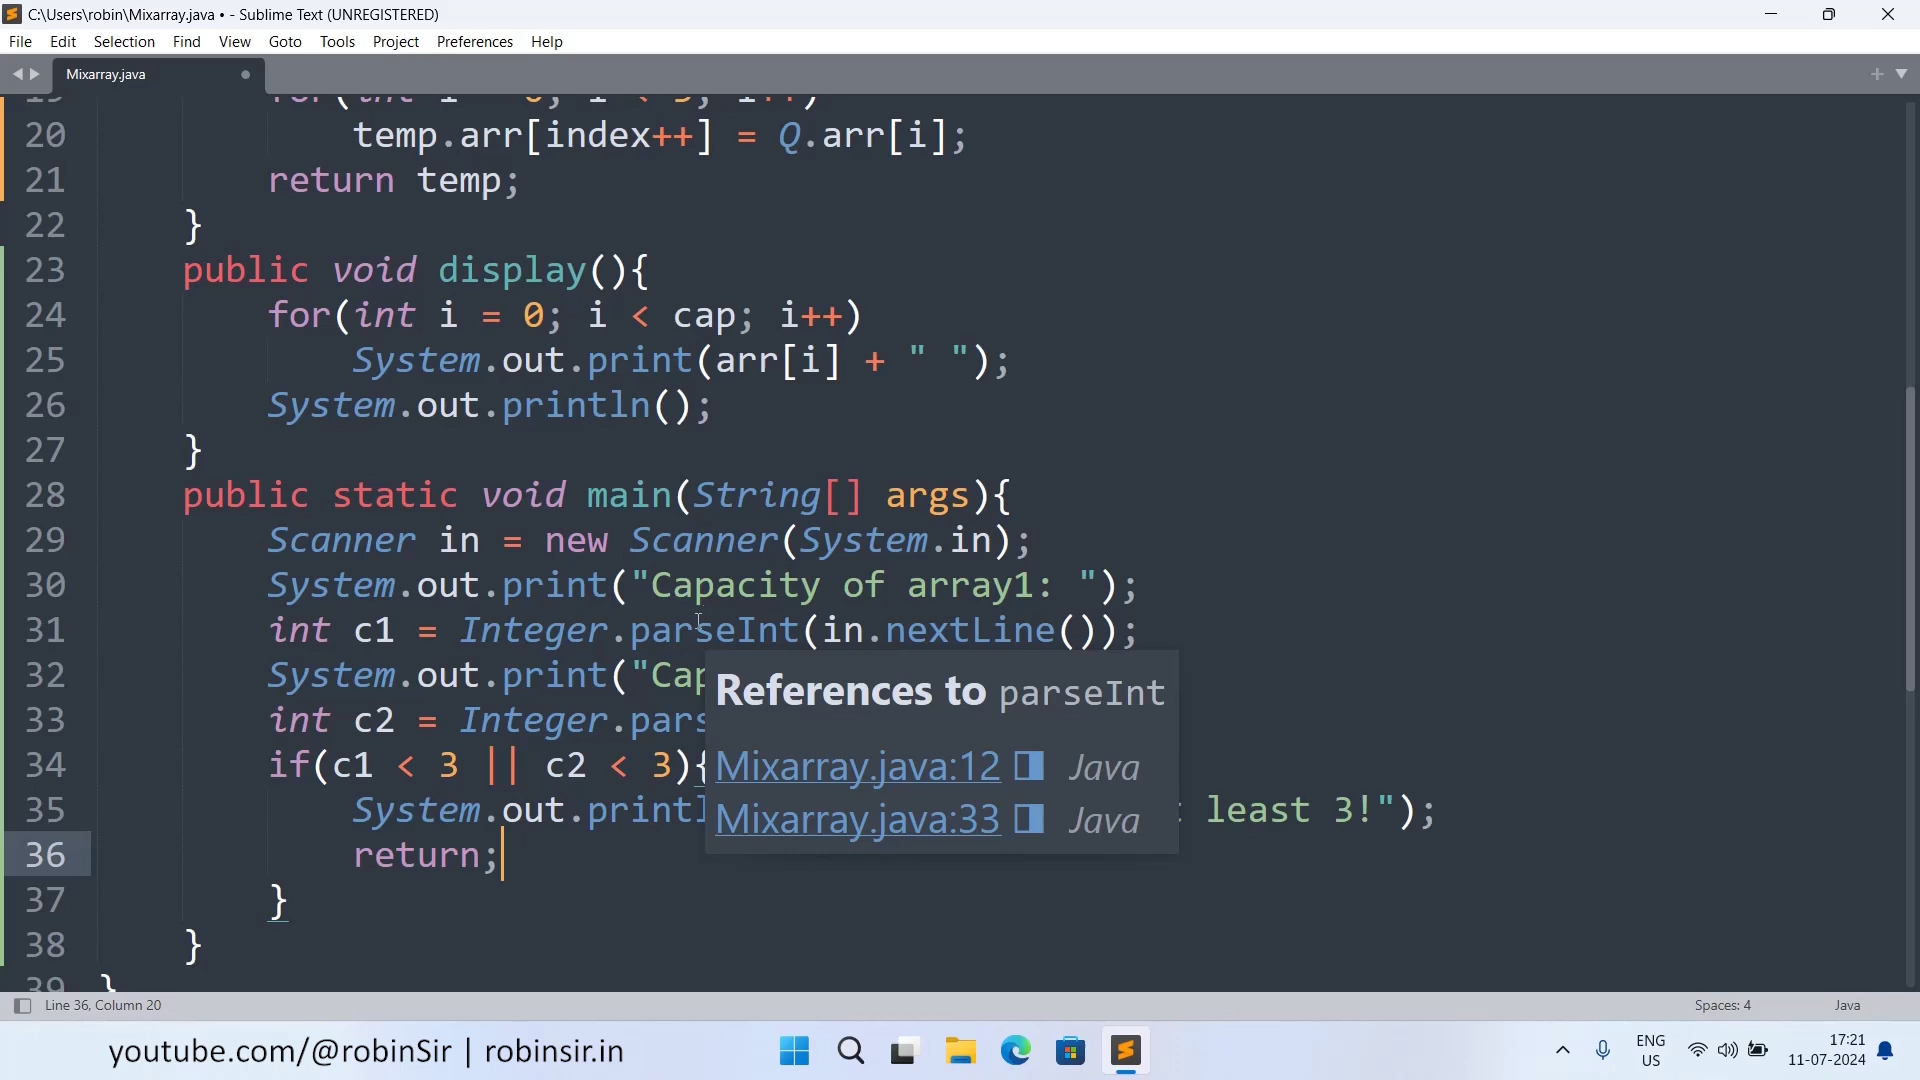 C:\Users\robin\Mixarray.java • - Sublime Text (UNREGISTERED)
File Edit Selection Find View Goto Tools Project Preferences Help
Mixarray.java
20 temp.arr[index++] = Q.arr[i];
21 return temp;
22 }
23 public void display(){
24 for(int i = 0; i < cap; i++)
25 System.out.print(arr[i] + " ");
26 System.out.println();
27 }
28 public static void main(String[] args){
29 Scanner in = new Scanner(System.in);
30 System.out.print("Capacity of array1: ");
31 int c1 = Integer.parseInt(in.nextLine());
32 System.out.print("Cap
33 int c2 = Integer.pars
34 if(c1 < 3 || c2 < 3){
35 System.out.printl least 3!");
36 return;
37 }
38 }
39 }
References to parseInt
Mixarray.java:12 Java
Mixarray.java:33 Java
Line 36, Column 20 Spaces: 4 Java
youtube.com/@robinSir | robinsir.in
ENG
US
17:21
11-07-2024